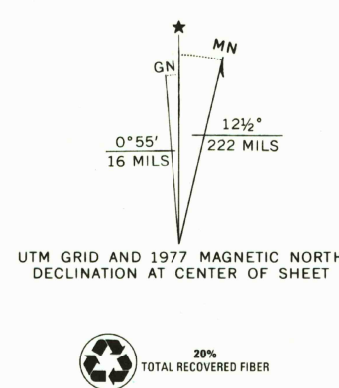 ★
MN
GN
0°55′
16 MILS
12½°
222 MILS
UTM GRID AND 1977 MAGNETIC NORTH
DECLINATION AT CENTER OF SHEET
20%
TOTAL RECOVERED FIBER